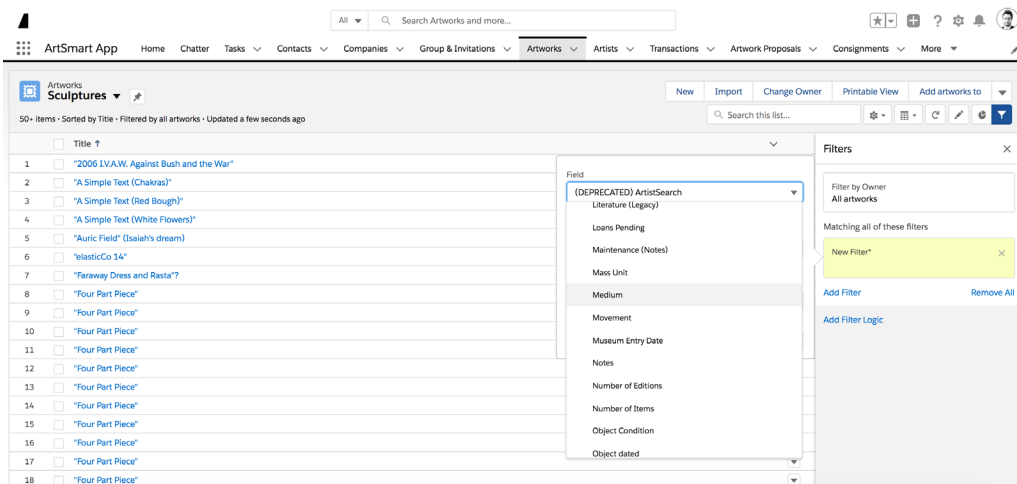 All
Search Artworks and more...
ArtSmart App Home Chatter Tasks Contacts Companies Group & Invitations Artworks Artists Transactions Artwork Proposals Consignments More
Artworks
Sculptures
New Import Change Owner Printable View Add artworks to
50+ items • Sorted by Title • Filtered by all artworks • Updated a few seconds ago
Search this list...
Title ↑
1 "2006 I.V.A.W. Against Bush and the War"
2 "A Simple Text (Chakras)"
3 "A Simple Text (Red Bough)"
4 "A Simple Text (White Flowers)"
5 "Auric Field" (Isaiah's dream)
6 "elasticCo 14"
7 "Faraway Dress and Rasta"?
8 "Four Part Piece"
9 "Four Part Piece"
10 "Four Part Piece"
11 "Four Part Piece"
12 "Four Part Piece"
13 "Four Part Piece"
14 "Four Part Piece"
15 "Four Part Piece"
16 "Four Part Piece"
17 "Four Part Piece"
18 "Four Part Piece"
Field
(DEPRECATED) ArtistSearch
Literature (Legacy)
Loans Pending
Maintenance (Notes)
Mass Unit
Medium
Movement
Museum Entry Date
Notes
Number of Editions
Number of Items
Object Condition
Object dated
Filters
Filter by Owner
All artworks
Matching all of these filters
New Filter*
Add Filter Remove All
Add Filter Logic